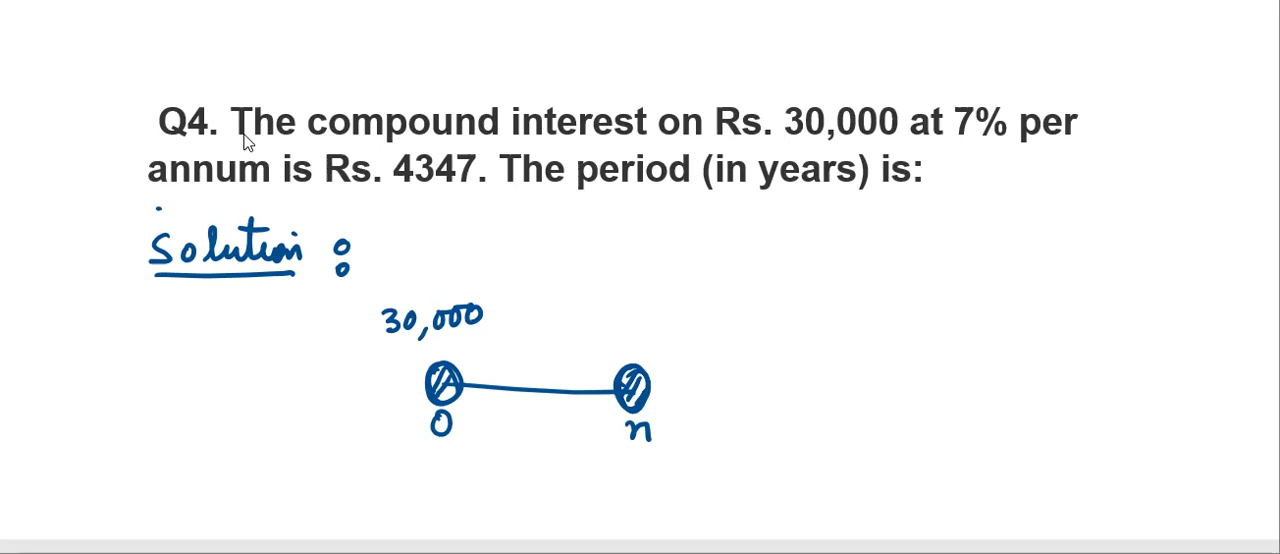 Q4. The compound interest on Rs. 30,000 at 7% per
annum is Rs. 4347. The period (in years) is:
Solution :
30,000
0 n